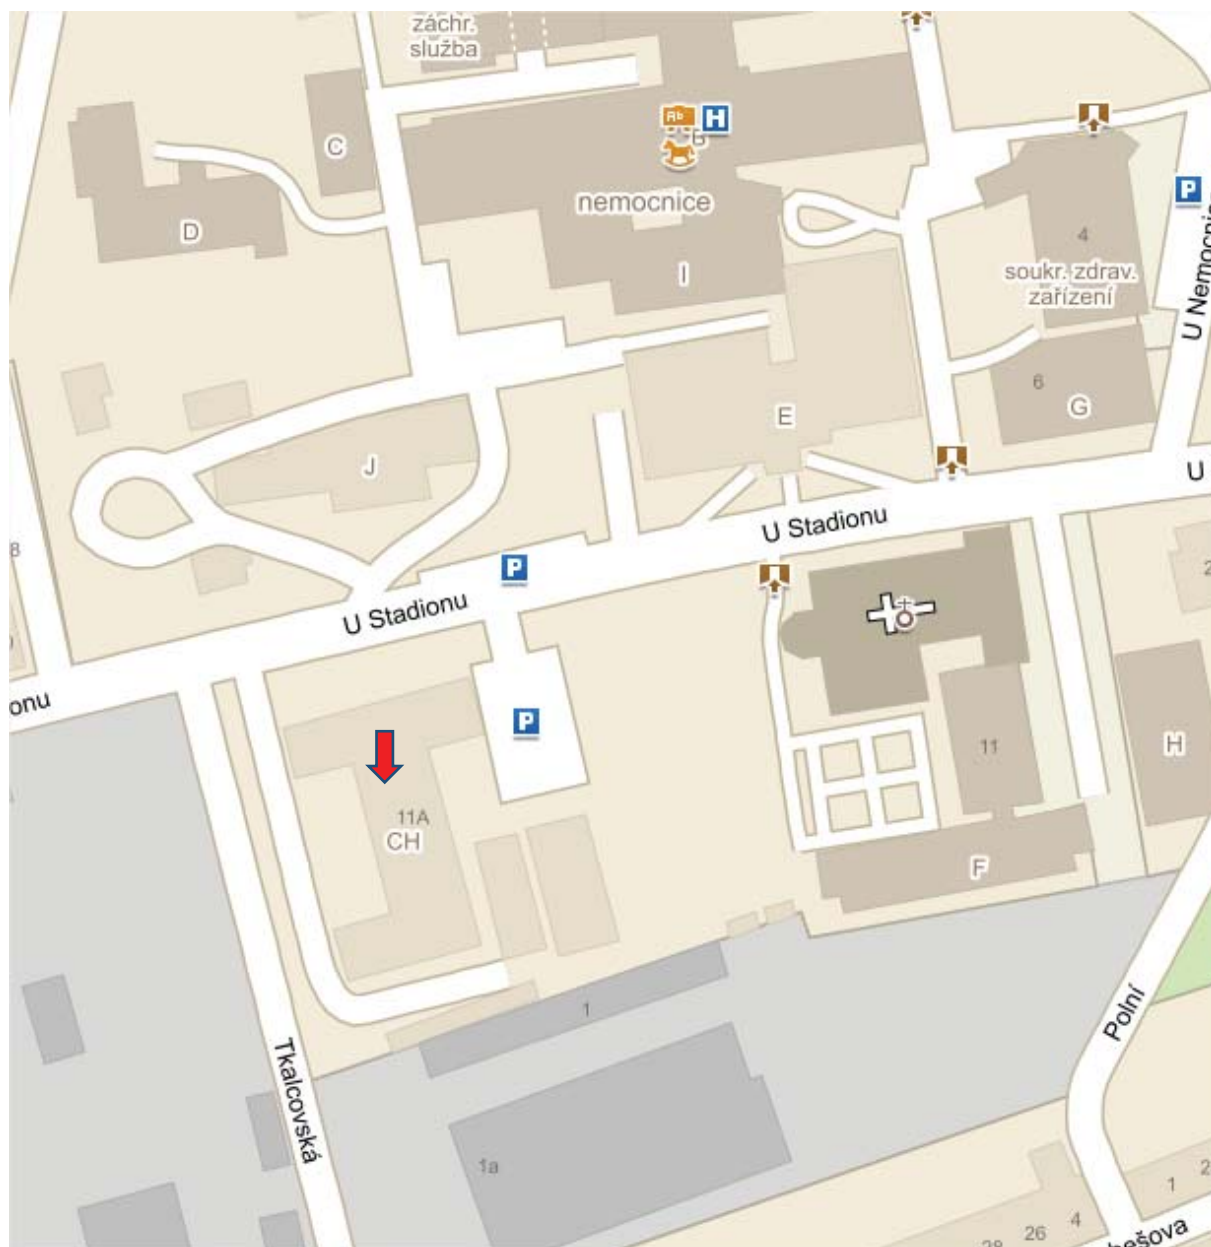 záchr.
služba
C
B
H
nemocnice
P
D
4
I
soukr. zdrav.
zařízení
U Nemocnice
6
G
E
J
U
U Stadionu
8
P
2
U Stadionu
onu
P
11
H
11A
CH
F
1
Polní
Tkalcovská
1a
1
2
4
26
28
bešova